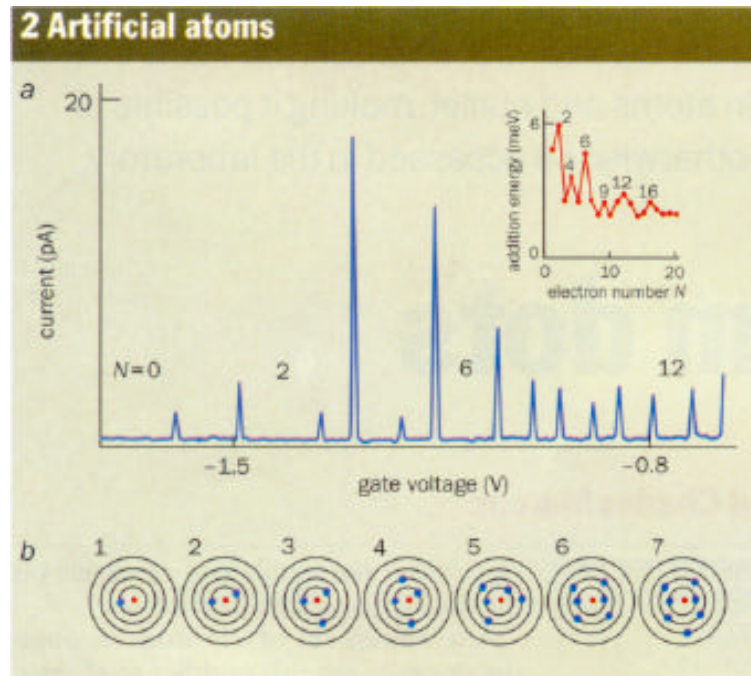 2 Artificial atoms
a
20
current (pA)
N=0
2
6
12
−1.5
−0.8
gate voltage (V)
6
0
addition energy (meV)
2
4
6
9
12
16
0
10
20
electron number N
b
1 2 3 4 5 6 7